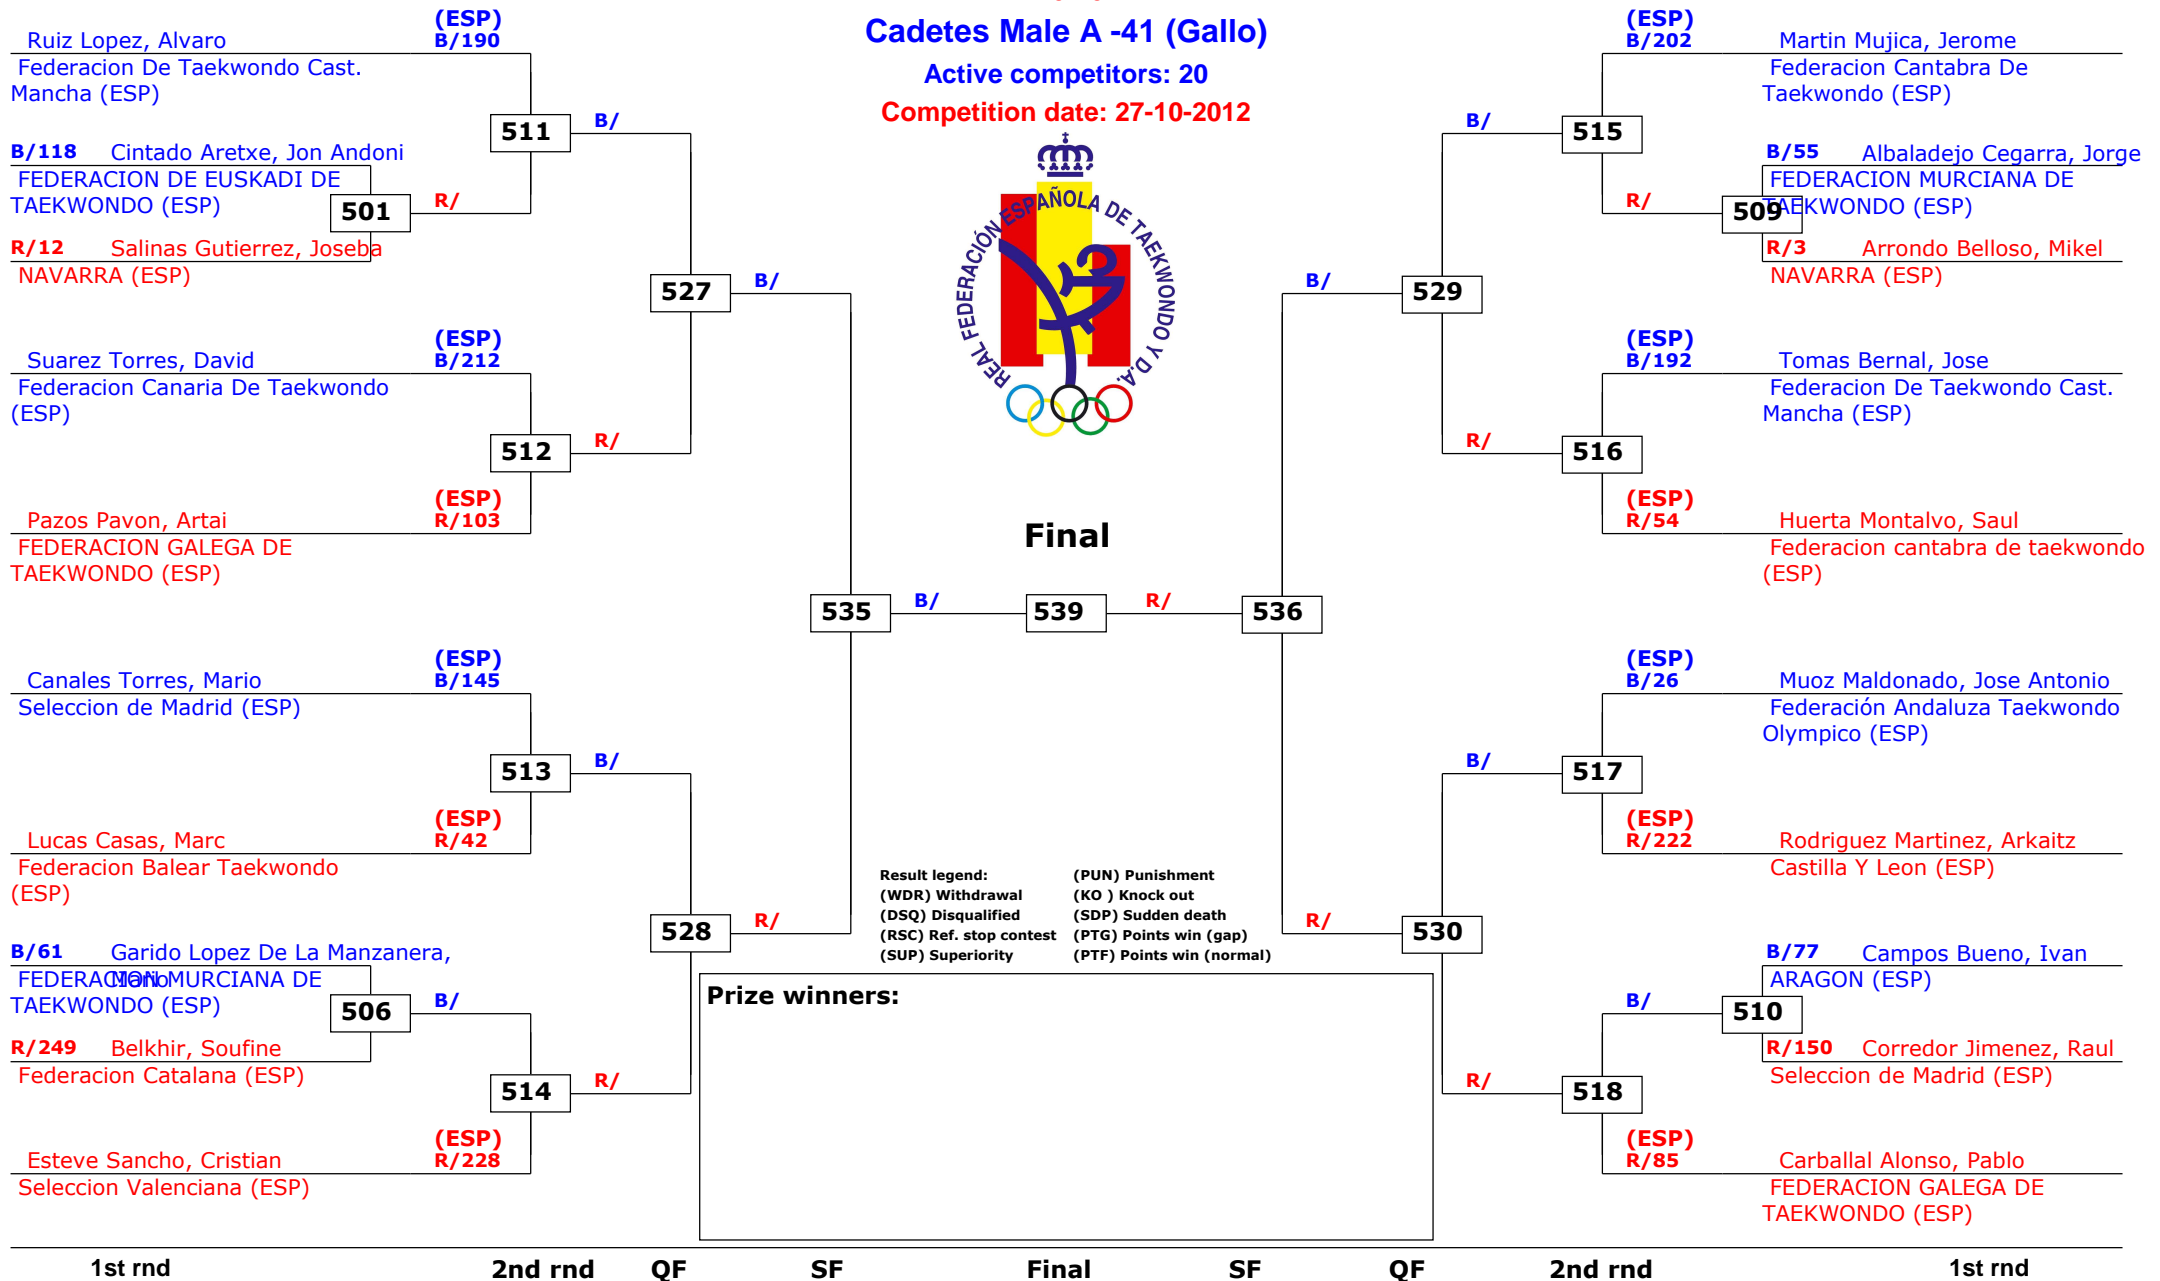 Cadetes Male A -41 (Gallo)
Active competitors: 20
Competition date: 27-10-2012
REAL FEDERACIÓN ESPAÑOLA DE TAEKWONDO Y D.A.
(ESP)
Ruiz Lopez, Alvaro B/190
Federacion De Taekwondo Cast.
Mancha (ESP)
511 B/
B/118 Cintado Aretxe, Jon Andoni
FEDERACION DE EUSKADI DE
TAEKWONDO (ESP)
501 R/
R/12 Salinas Gutierrez, Joseba
NAVARRA (ESP)
527 B/
(ESP)
Suarez Torres, David B/212
Federacion Canaria De Taekwondo
(ESP)
512 R/
(ESP)
Pazos Pavon, Artai R/103
FEDERACION GALEGA DE
TAEKWONDO (ESP)
535 B/
(ESP)
Canales Torres, Mario B/145
Seleccion de Madrid (ESP)
513 B/
(ESP)
Lucas Casas, Marc R/42
Federacion Balear Taekwondo
(ESP)
528 R/
B/61 Garido Lopez De La Manzanera,
Mario
FEDERACION MURCIANA DE
TAEKWONDO (ESP)
506 B/
R/249 Belkhir, Soufine
Federacion Catalana (ESP)
514 R/
(ESP)
Esteve Sancho, Cristian R/228
Seleccion Valenciana (ESP)
Final
539
(ESP)
B/202 Martin Mujica, Jerome
Federacion Cantabra De
Taekwondo (ESP)
B/ 515
B/55 Albaladejo Cegarra, Jorge
FEDERACION MURCIANA DE
TAEKWONDO (ESP)
R/ 509
R/3 Arrondo Belloso, Mikel
NAVARRA (ESP)
B/ 529
(ESP)
B/192 Tomas Bernal, Jose
Federacion De Taekwondo Cast.
Mancha (ESP)
R/ 516
(ESP)
R/54 Huerta Montalvo, Saul
Federacion cantabra de taekwondo
(ESP)
R/ 536
(ESP)
B/26 Muoz Maldonado, Jose Antonio
Federación Andaluza Taekwondo
Olympico (ESP)
B/ 517
(ESP)
R/222 Rodriguez Martinez, Arkaitz
Castilla Y Leon (ESP)
R/ 530
B/77 Campos Bueno, Ivan
ARAGON (ESP)
B/ 510
R/150 Corredor Jimenez, Raul
Seleccion de Madrid (ESP)
R/ 518
(ESP)
R/85 Carballal Alonso, Pablo
FEDERACION GALEGA DE
TAEKWONDO (ESP)
Result legend: (PUN) Punishment
(WDR) Withdrawal (KO ) Knock out
(DSQ) Disqualified (SDP) Sudden death
(RSC) Ref. stop contest (PTG) Points win (gap)
(SUP) Superiority (PTF) Points win (normal)
Prize winners:
1st rnd 2nd rnd QF SF Final SF QF 2nd rnd 1st rnd